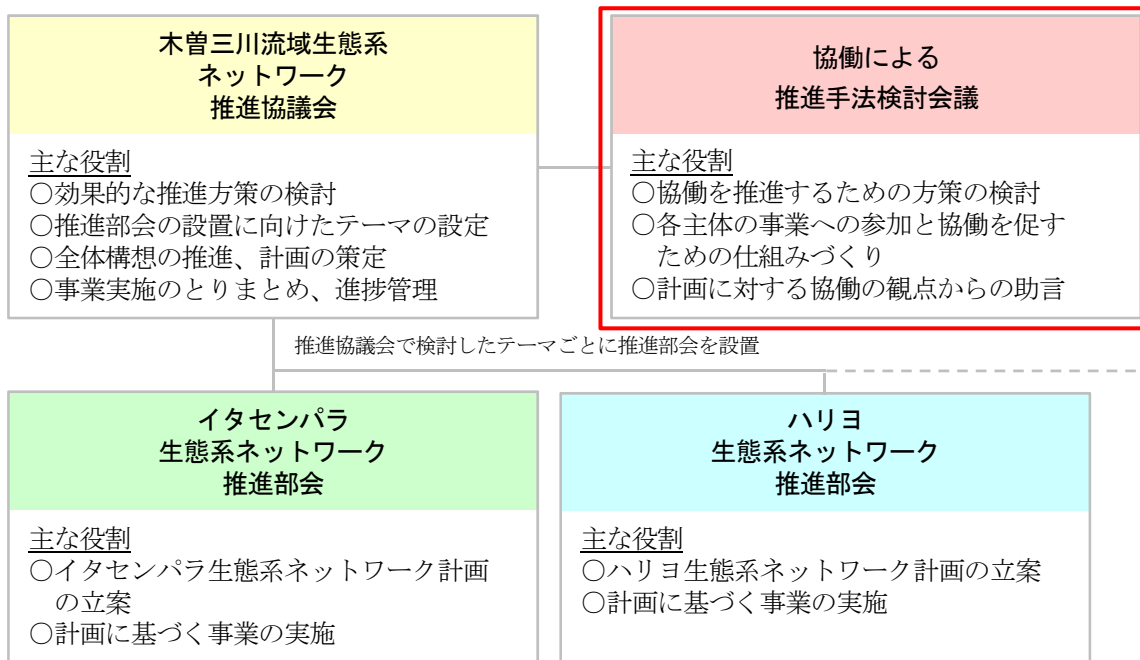 木曽三川流域生態系
ネットワーク
推進協議会
主な役割
○効果的な推進方策の検討
○推進部会の設置に向けたテーマの設定
○全体構想の推進、計画の策定
○事業実施のとりまとめ、進捗管理
協働による
推進手法検討会議
主な役割
○協働を推進するための方策の検討
○各主体の事業への参加と協働を促す
ための仕組みづくり
○計画に対する協働の観点からの助言
推進協議会で検討したテーマごとに推進部会を設置
イタセンパラ
生態系ネットワーク
推進部会
主な役割
○イタセンパラ生態系ネットワーク計画
の立案
○計画に基づく事業の実施
ハリヨ
生態系ネットワーク
推進部会
主な役割
○ハリヨ生態系ネットワーク計画の立案
○計画に基づく事業の実施